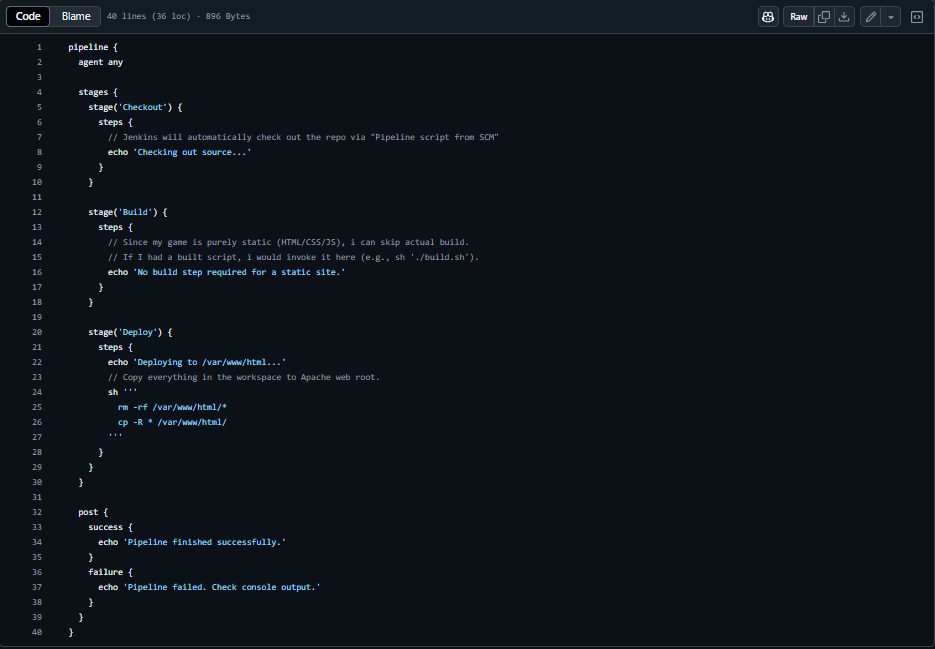 Code Blame 40 lines (36 loc) · 896 Bytes Raw
1 pipeline {
2 agent any
3
4 stages {
5 stage('Checkout') {
6 steps {
7 // Jenkins will automatically check out the repo via "Pipeline script from SCM"
8 echo 'Checking out source...'
9 }
10 }
11
12 stage('Build') {
13 steps {
14 // Since my game is purely static (HTML/CSS/JS), i can skip actual build.
15 // If I had a built script, i would invoke it here (e.g., sh './build.sh').
16 echo 'No build step required for a static site.'
17 }
18 }
19
20 stage('Deploy') {
21 steps {
22 echo 'Deploying to /var/www/html...'
23 // Copy everything in the workspace to Apache web root.
24 sh '''
25 rm -rf /var/www/html/*
26 cp -R * /var/www/html/
27 '''
28 }
29 }
30 }
31
32 post {
33 success {
34 echo 'Pipeline finished successfully.'
35 }
36 failure {
37 echo 'Pipeline failed. Check console output.'
38 }
39 }
40 }